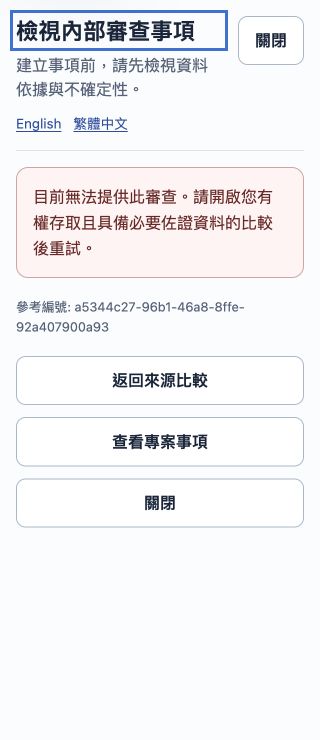 檢視內部審查事項
關閉
建立事項前，請先檢視資料
依據與不確定性。
English 繁體中文
目前無法提供此審查。請開啟您有
權存取且具備必要佐證資料的比較
後重試。
參考編號: a5344c27-96b1-46a8-8ffe-
92a407900a93
返回來源比較
查看專案事項
關閉